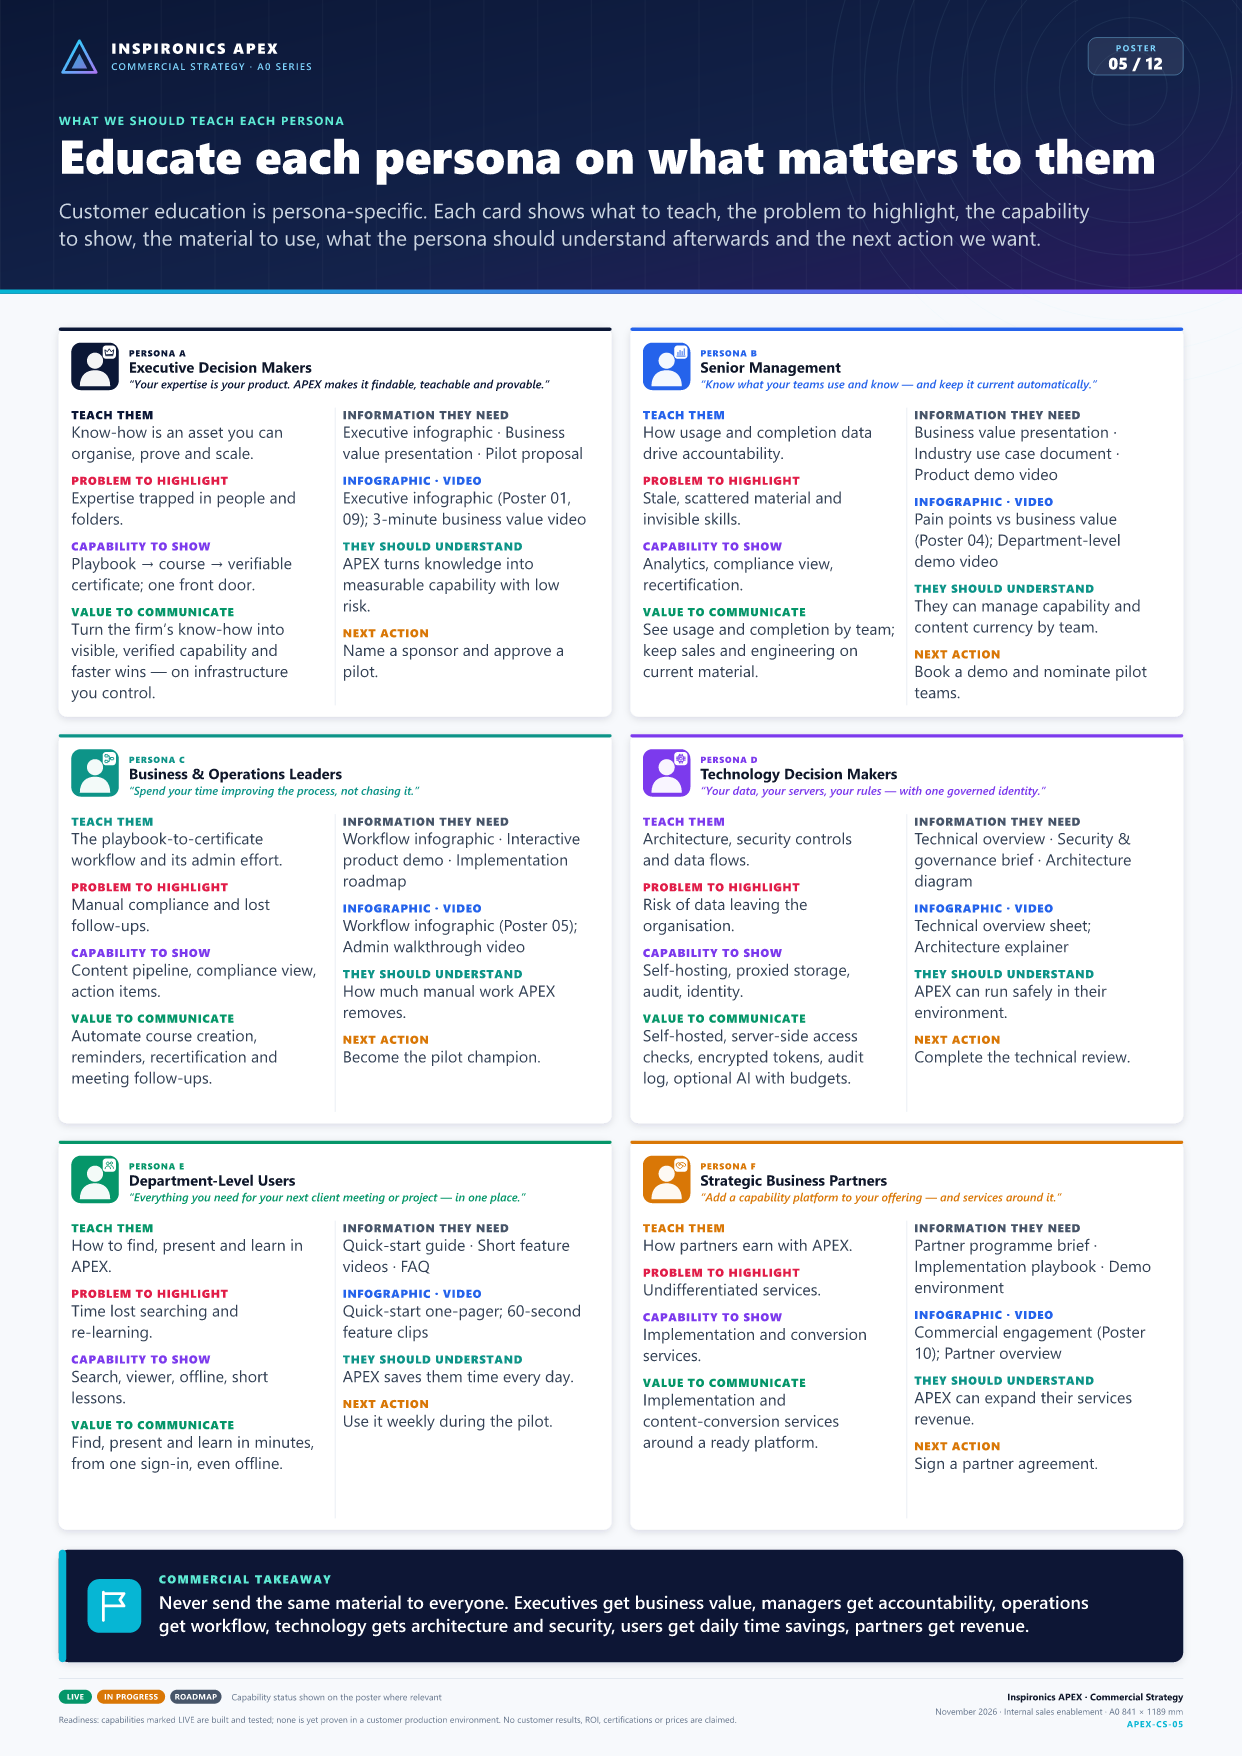 INSPIRONICS APEX
COMMERCIAL STRATEGY · A0 SERIES
POSTER
05 / 12
WHAT WE SHOULD TEACH EACH PERSONA
Educate each persona on what matters to them
Customer education is persona-specific. Each card shows what to teach, the problem to highlight, the capability
to show, the material to use, what the persona should understand afterwards and the next action we want.
PERSONA A
Executive Decision Makers
“Your expertise is your product. APEX makes it findable, teachable and provable.”
TEACH THEM
Know-how is an asset you can
organise, prove and scale.
PROBLEM TO HIGHLIGHT
Expertise trapped in people and
folders.
CAPABILITY TO SHOW
Playbook → course → verifiable
certificate; one front door.
VALUE TO COMMUNICATE
Turn the firm’s know-how into
visible, verified capability and
faster wins — on infrastructure
you control.
INFORMATION THEY NEED
Executive infographic · Business
value presentation · Pilot proposal
INFOGRAPHIC · VIDEO
Executive infographic (Poster 01,
09); 3-minute business value video
THEY SHOULD UNDERSTAND
APEX turns knowledge into
measurable capability with low
risk.
NEXT ACTION
Name a sponsor and approve a
pilot.
PERSONA B
Senior Management
“Know what your teams use and know — and keep it current automatically.”
TEACH THEM
How usage and completion data
drive accountability.
PROBLEM TO HIGHLIGHT
Stale, scattered material and
invisible skills.
CAPABILITY TO SHOW
Analytics, compliance view,
recertification.
VALUE TO COMMUNICATE
See usage and completion by team;
keep sales and engineering on
current material.
INFORMATION THEY NEED
Business value presentation ·
Industry use case document ·
Product demo video
INFOGRAPHIC · VIDEO
Pain points vs business value
(Poster 04); Department-level
demo video
THEY SHOULD UNDERSTAND
They can manage capability and
content currency by team.
NEXT ACTION
Book a demo and nominate pilot
teams.
PERSONA C
Business & Operations Leaders
“Spend your time improving the process, not chasing it.”
TEACH THEM
The playbook-to-certificate
workflow and its admin effort.
PROBLEM TO HIGHLIGHT
Manual compliance and lost
follow-ups.
CAPABILITY TO SHOW
Content pipeline, compliance view,
action items.
VALUE TO COMMUNICATE
Automate course creation,
reminders, recertification and
meeting follow-ups.
INFORMATION THEY NEED
Workflow infographic · Interactive
product demo · Implementation
roadmap
INFOGRAPHIC · VIDEO
Workflow infographic (Poster 05);
Admin walkthrough video
THEY SHOULD UNDERSTAND
How much manual work APEX
removes.
NEXT ACTION
Become the pilot champion.
PERSONA D
Technology Decision Makers
“Your data, your servers, your rules — with one governed identity.”
TEACH THEM
Architecture, security controls
and data flows.
PROBLEM TO HIGHLIGHT
Risk of data leaving the
organisation.
CAPABILITY TO SHOW
Self-hosting, proxied storage,
audit, identity.
VALUE TO COMMUNICATE
Self-hosted, server-side access
checks, encrypted tokens, audit
log, optional AI with budgets.
INFORMATION THEY NEED
Technical overview · Security &
governance brief · Architecture
diagram
INFOGRAPHIC · VIDEO
Technical overview sheet;
Architecture explainer
THEY SHOULD UNDERSTAND
APEX can run safely in their
environment.
NEXT ACTION
Complete the technical review.
PERSONA E
Department-Level Users
“Everything you need for your next client meeting or project — in one place.”
TEACH THEM
How to find, present and learn in
APEX.
PROBLEM TO HIGHLIGHT
Time lost searching and
re-learning.
CAPABILITY TO SHOW
Search, viewer, offline, short
lessons.
VALUE TO COMMUNICATE
Find, present and learn in minutes,
from one sign-in, even offline.
INFORMATION THEY NEED
Quick-start guide · Short feature
videos · FAQ
INFOGRAPHIC · VIDEO
Quick-start one-pager; 60-second
feature clips
THEY SHOULD UNDERSTAND
APEX saves them time every day.
NEXT ACTION
Use it weekly during the pilot.
PERSONA F
Strategic Business Partners
“Add a capability platform to your offering — and services around it.”
TEACH THEM
How partners earn with APEX.
PROBLEM TO HIGHLIGHT
Undifferentiated services.
CAPABILITY TO SHOW
Implementation and conversion
services.
VALUE TO COMMUNICATE
Implementation and
content-conversion services
around a ready platform.
INFORMATION THEY NEED
Partner programme brief ·
Implementation playbook · Demo
environment
INFOGRAPHIC · VIDEO
Commercial engagement (Poster
10); Partner overview
THEY SHOULD UNDERSTAND
APEX can expand their services
revenue.
NEXT ACTION
Sign a partner agreement.
COMMERCIAL TAKEAWAY
Never send the same material to everyone. Executives get business value, managers get accountability, operations
get workflow, technology gets architecture and security, users get daily time savings, partners get revenue.
LIVE IN PROGRESS ROADMAP Capability status shown on the poster where relevant
Readiness: capabilities marked LIVE are built and tested; none is yet proven in a customer production environment. No customer results, ROI, certifications or prices are claimed.
Inspironics APEX · Commercial Strategy
November 2026 · Internal sales enablement · A0 841 × 1189 mm
APEX-CS-05